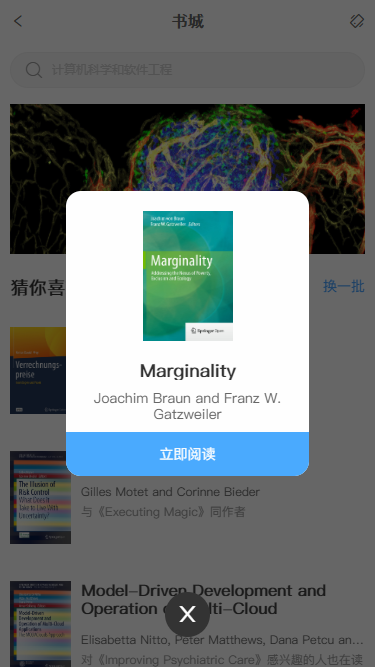 书城
计算机科学和软件工程
猜你喜
换一批
Joachim von Braun
Franz W. Gatzweiler Editors
Marginality
Addressing the Nexus of Poverty,
Exclusion and Ecology
Springer Open
Marginality
Joachim Braun and Franz W.
Gatzweiler
立即阅读
Verrechnungs-
preise
The Illusion of
Risk Control
What Does it
Take to Live With
Uncertainty?
Gilles Motet and Corinne Bieder
与《Executing Magic》同作者
Model-Driven
Development and
Operation of Multi-Cloud
Applications
Model-Driven Development and
Operation of Multi-Cloud
Elisabetta Nitto, Peter Matthews, Dana Petcu an...
对《Improving Psychiatric Care》感兴趣的人也在读
X